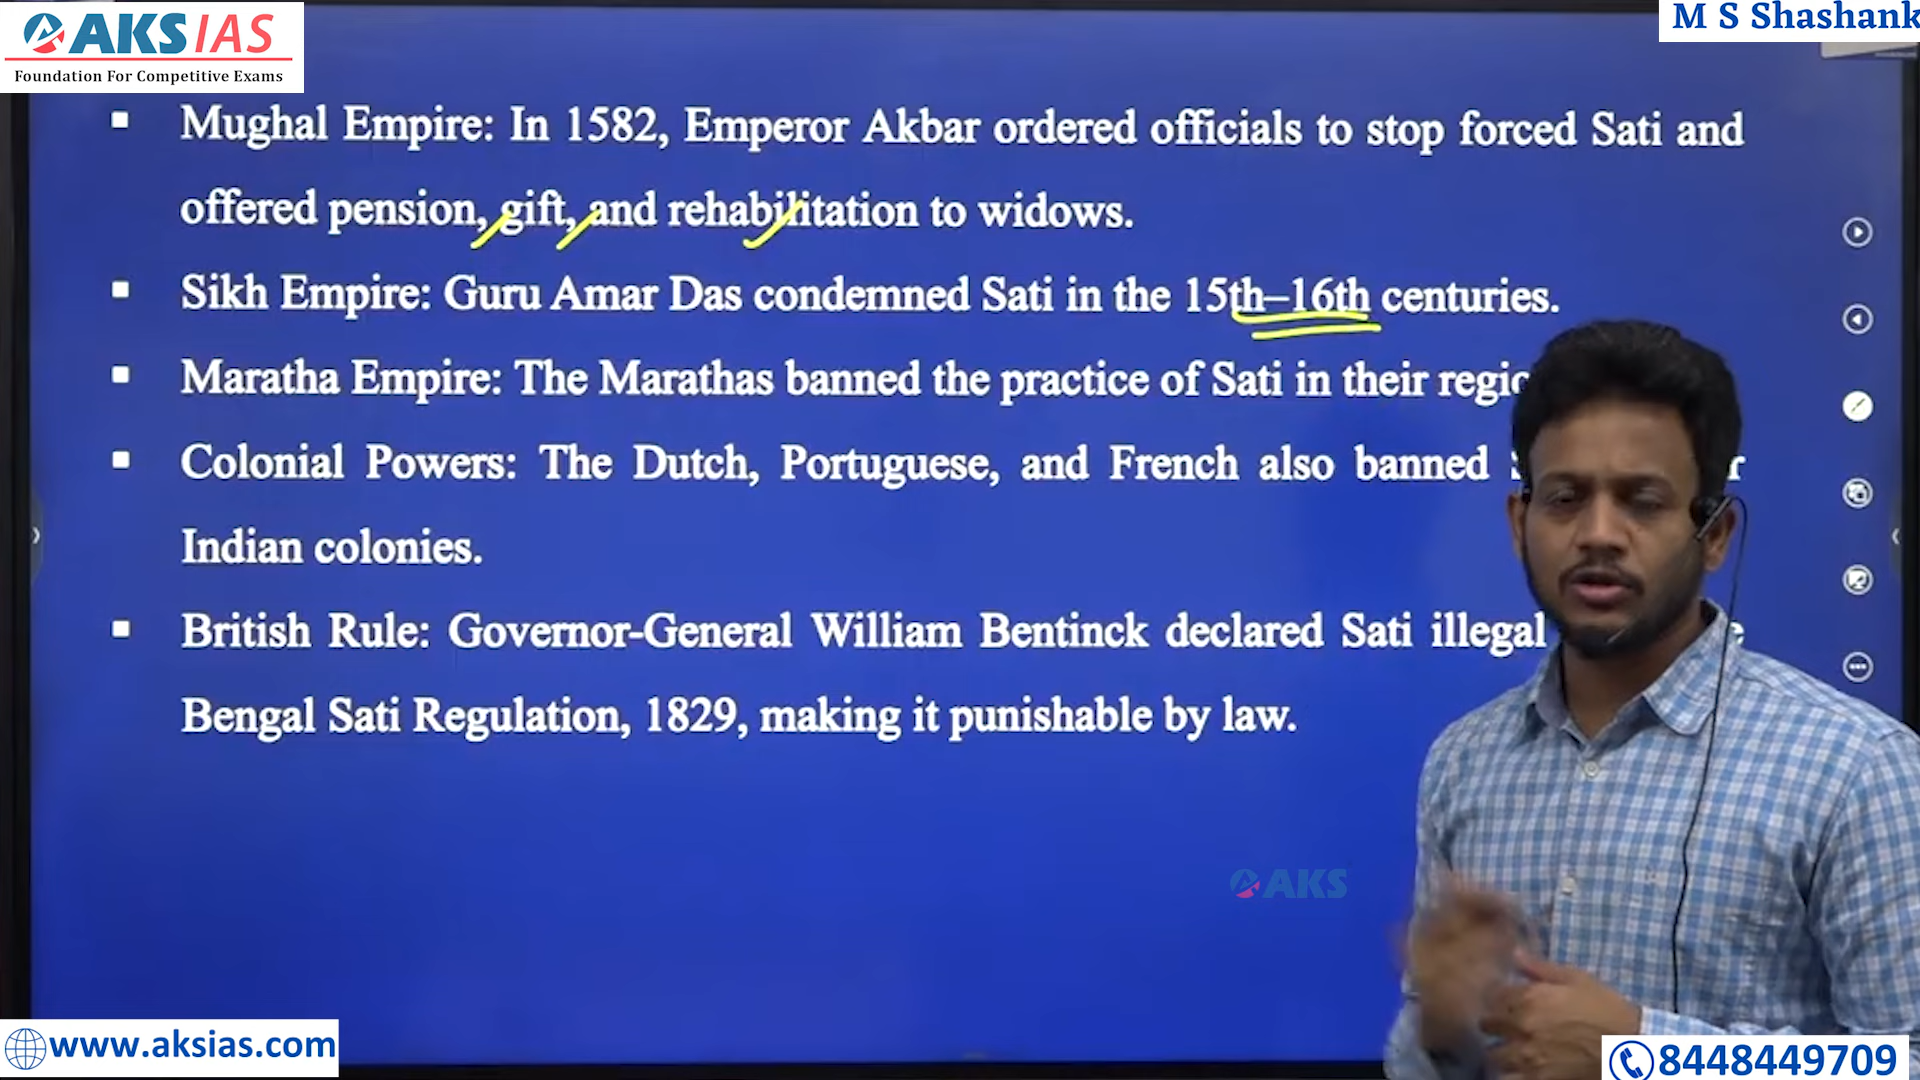 AKS IAS
Foundation For Competitive Exams
M S Shashank
▪ Mughal Empire: In 1582, Emperor Akbar ordered officials to stop forced Sati and
offered pension, gift, and rehabilitation to widows.
▪ Sikh Empire: Guru Amar Das condemned Sati in the 15th–16th centuries.
▪ Maratha Empire: The Marathas banned the practice of Sati in their
▪ Colonial Powers: The Dutch, Portuguese, and French also banned
Indian colonies.
▪ British Rule: Governor-General William Bentinck declared Sati illegal
Bengal Sati Regulation, 1829, making it punishable by law.
AKS
www.aksias.com
8448449709